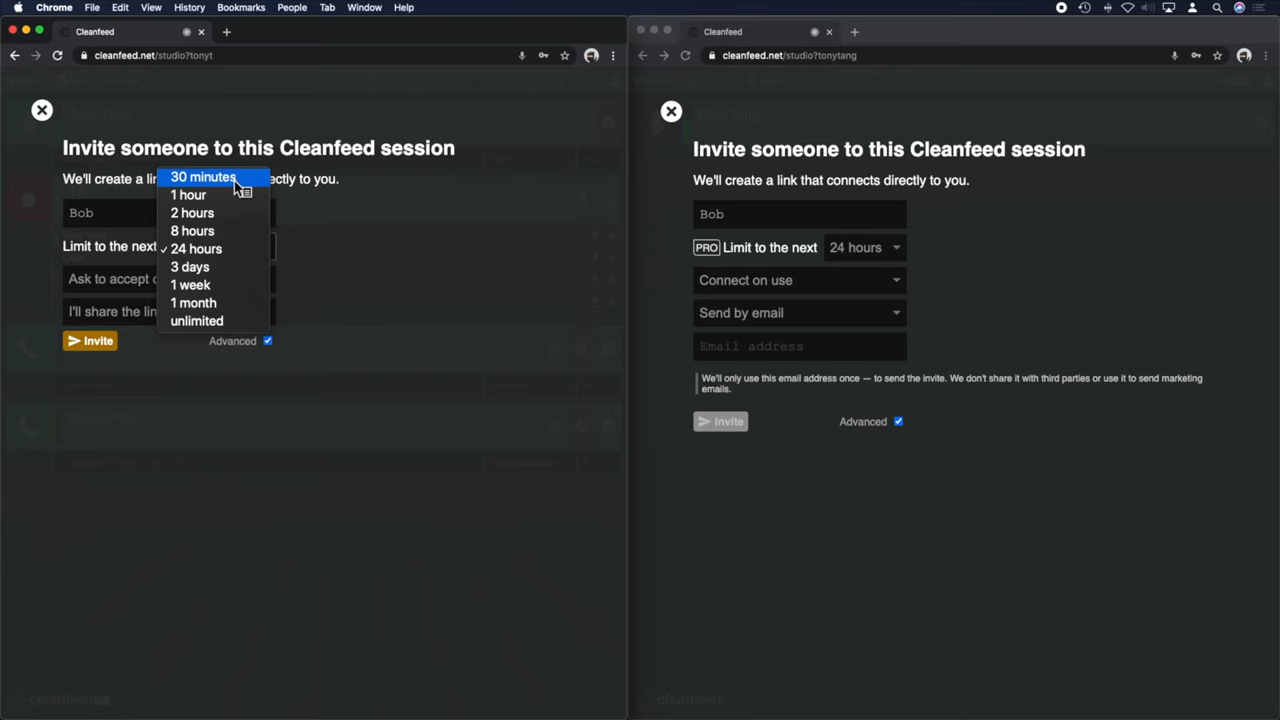 Chrome File Edit View History Bookmarks People Tab Window Help
Cleanfeed
cleanfeed.net/studio?tonyt
Invite someone to this Cleanfeed session
We'll create a li ectly to you.
Bob
Limit to the next
Ask to accept
I'll share the lin
30 minutes
1 hour
2 hours
8 hours
✓ 24 hours
3 days
1 week
1 month
unlimited
Invite
Advanced
Cleanfeed
cleanfeed.net/studio?tonytang
Tony Tang
Invite someone to this Cleanfeed session
We'll create a link that connects directly to you.
Bob
PRO Limit to the next 24 hours
Connect on use
Send by email
Email address
We'll only use this email address once — to send the invite. We don't share it with third parties or use it to send marketing
emails.
Invite
Advanced